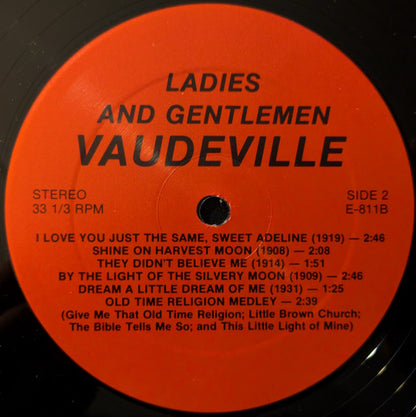 LADIES
AND GENTLEMEN
VAUDEVILLE
STEREO
33 1/3 RPM
SIDE 2
E-811B
I LOVE YOU JUST THE SAME, SWEET ADELINE (1919) — 2:46
SHINE ON HARVEST MOON (1908) — 2:08
THEY DIDN'T BELIEVE ME (1914) — 1:51
BY THE LIGHT OF THE SILVERY MOON (1909) — 2:46
DREAM A LITTLE DREAM OF ME (1931) — 1:25
OLD TIME RELIGION MEDLEY — 2:39
(Give Me That Old Time Religion; Little Brown Church;
The Bible Tells Me So; and This Little Light of Mine)